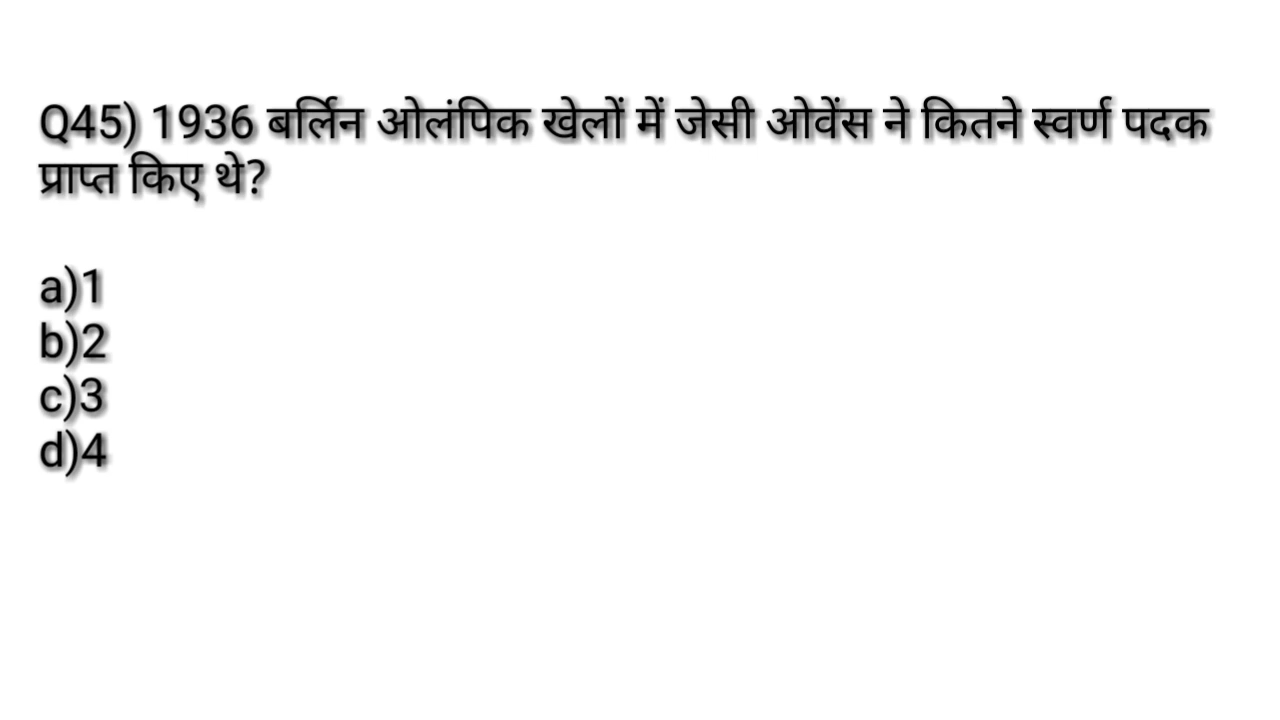 Q45) 1936 बर्लिन ओलंपिक खेलों में जेसी ओवेंस ने कितने स्वर्ण पदक
प्राप्त किए थे?
a)1
b)2
c)3
d)4